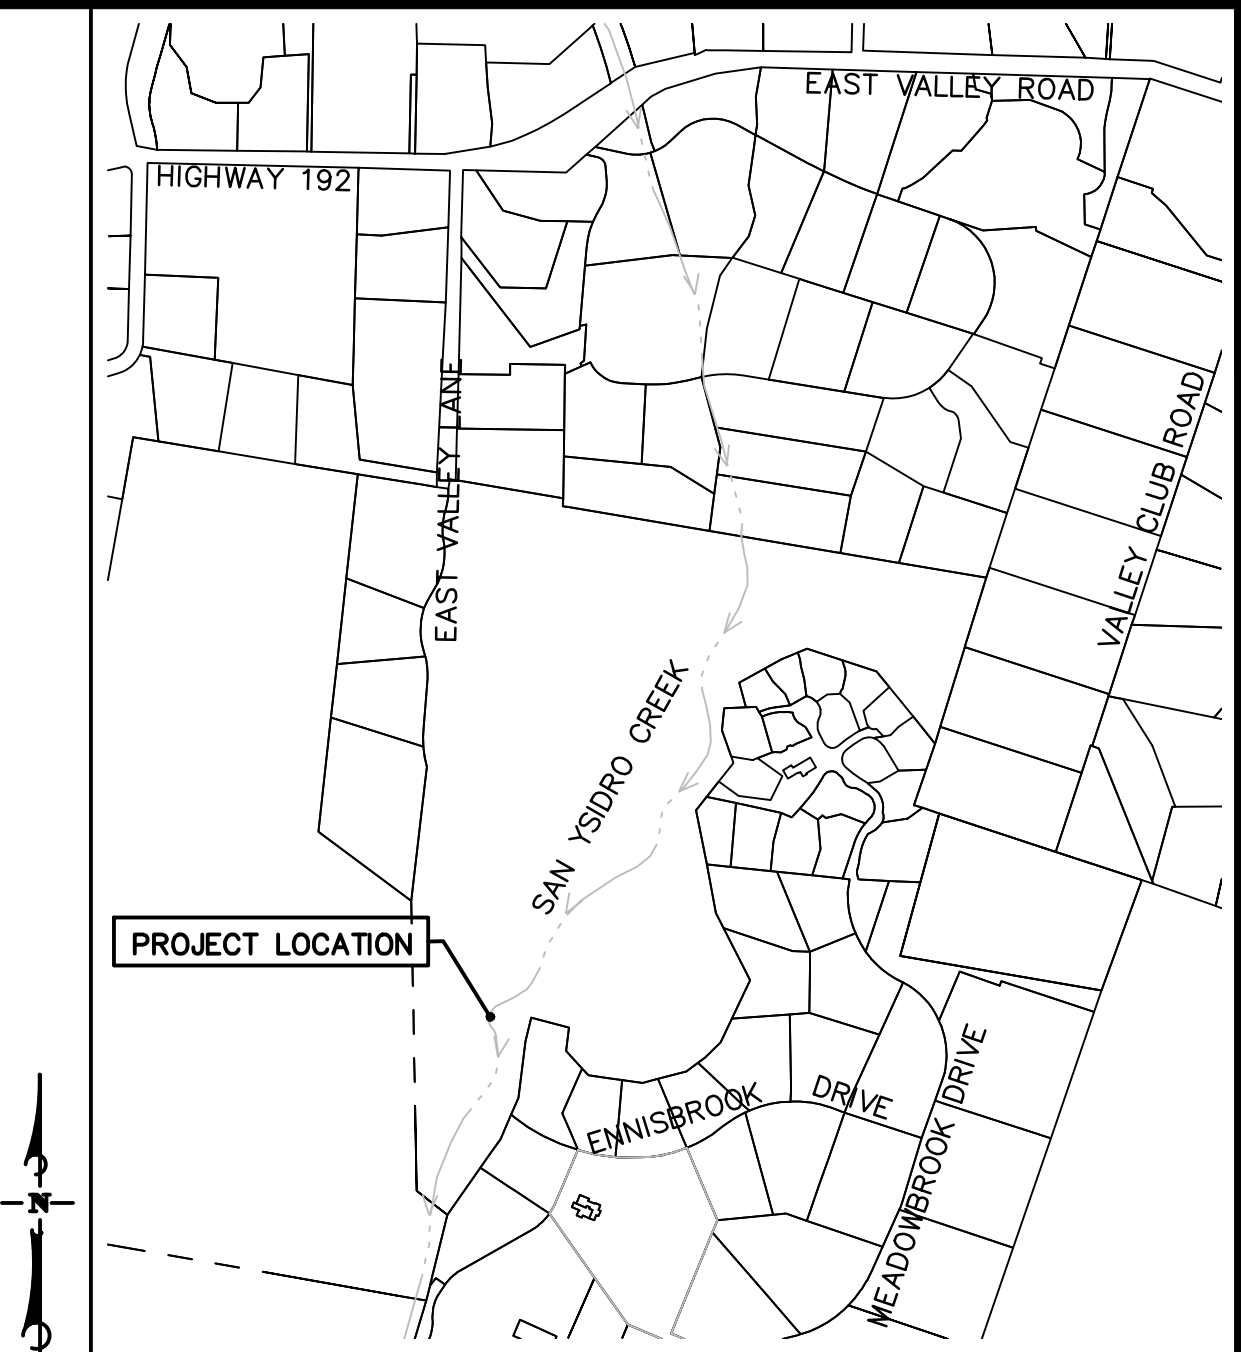 EAST VALLEY ROAD
HIGHWAY 192
EAST VALLEY LANE
VALLEY CLUB ROAD
SAN YSIDRO CREEK
PROJECT LOCATION
ENNISBROOK DRIVE
MEADOWBROOK DRIVE
N